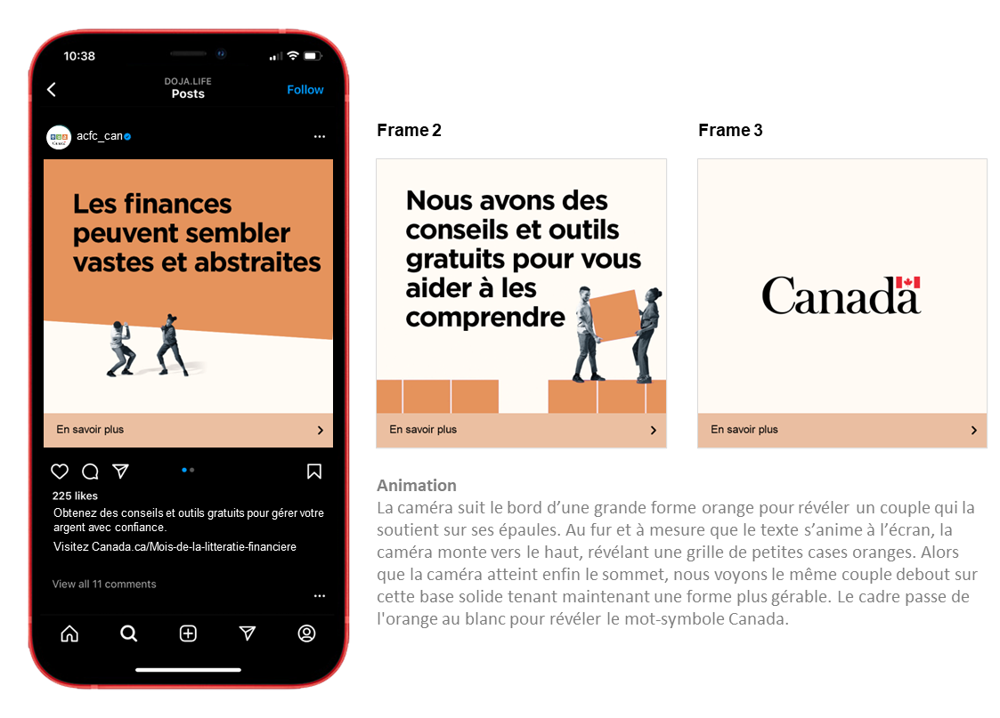 10:38
DOJA.LIFE
Posts
Follow
acfc_can
Les finances
peuvent sembler
vastes et abstraites
En savoir plus
225 likes
Obtenez des conseils et outils gratuits pour gérer votre
argent avec confiance.
Visitez Canada.ca/Mois-de-la-litteratie-financiere
View all 11 comments
Frame 2
Nous avons des
conseils et outils
gratuits pour vous
aider à les
comprendre
En savoir plus
Frame 3
Canada
En savoir plus
Animation
La caméra suit le bord d’une grande forme orange pour révéler un couple qui la
soutient sur ses épaules. Au fur et à mesure que le texte s’anime à l’écran, la
caméra monte vers le haut, révélant une grille de petites cases oranges. Alors
que la caméra atteint enfin le sommet, nous voyons le même couple debout sur
cette base solide tenant maintenant une forme plus gérable. Le cadre passe de
l'orange au blanc pour révéler le mot-symbole Canada.